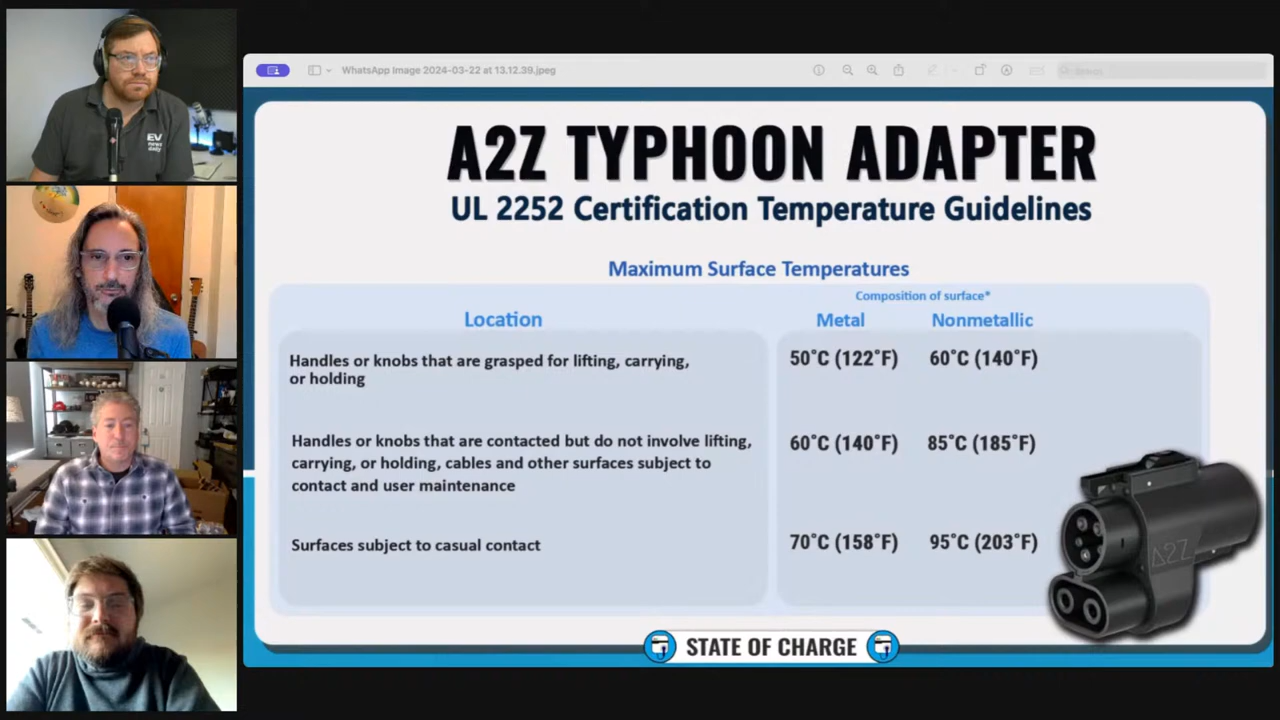 WhatsApp Image 2024-03-22 at 13.12.39.jpeg
Search
A2Z TYPHOON ADAPTER
UL 2252 Certification Temperature Guidelines
Maximum Surface Temperatures
Composition of surface*
Location
Metal
Nonmetallic
Handles or knobs that are grasped for lifting, carrying,
or holding
50°C (122°F)
60°C (140°F)
Handles or knobs that are contacted but do not involve lifting,
carrying, or holding, cables and other surfaces subject to
contact and user maintenance
60°C (140°F)
85°C (185°F)
Surfaces subject to casual contact
70°C (158°F)
95°C (203°F)
A2Z
STATE OF CHARGE
EV
news
daily